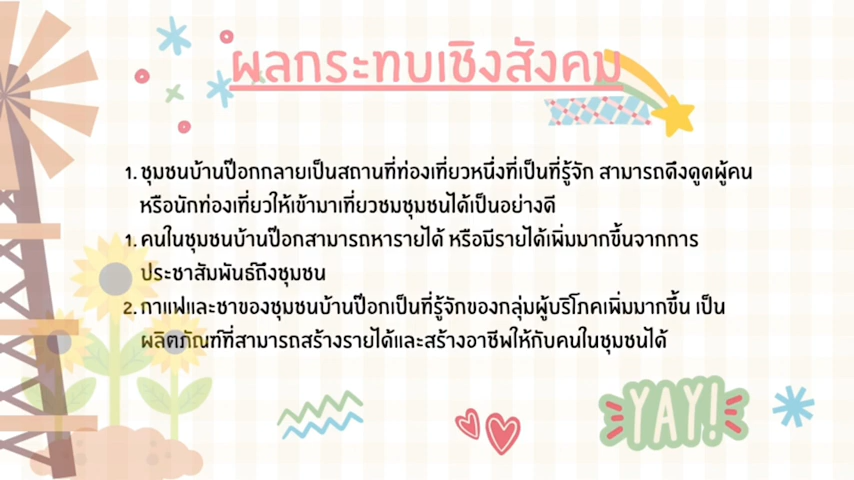 ผลกระทบเชิงสังคม
1. ชุมชนบ้านป๊อกกลายเป็นสถานที่ท่องเที่ยวหนึ่งที่เป็นที่รู้จัก สามารถดึงดูดผู้คน
หรือนักท่องเที่ยวให้เข้ามาเที่ยวชมชุมชนได้เป็นอย่างดี
1. คนในชุมชนบ้านป๊อกสามารถหารายได้ หรือมีรายได้เพิ่มมากขึ้นจากการ
ประชาสัมพันธ์ถึงชุมชน
2. กาแฟและชาของชุมชนบ้านป๊อกเป็นที่รู้จักของกลุ่มผู้บริโภคเพิ่มมากขึ้น เป็น
ผลิตภัณฑ์ที่สามารถสร้างรายได้และสร้างอาชีพให้กับคนในชุมชนได้
YAY!